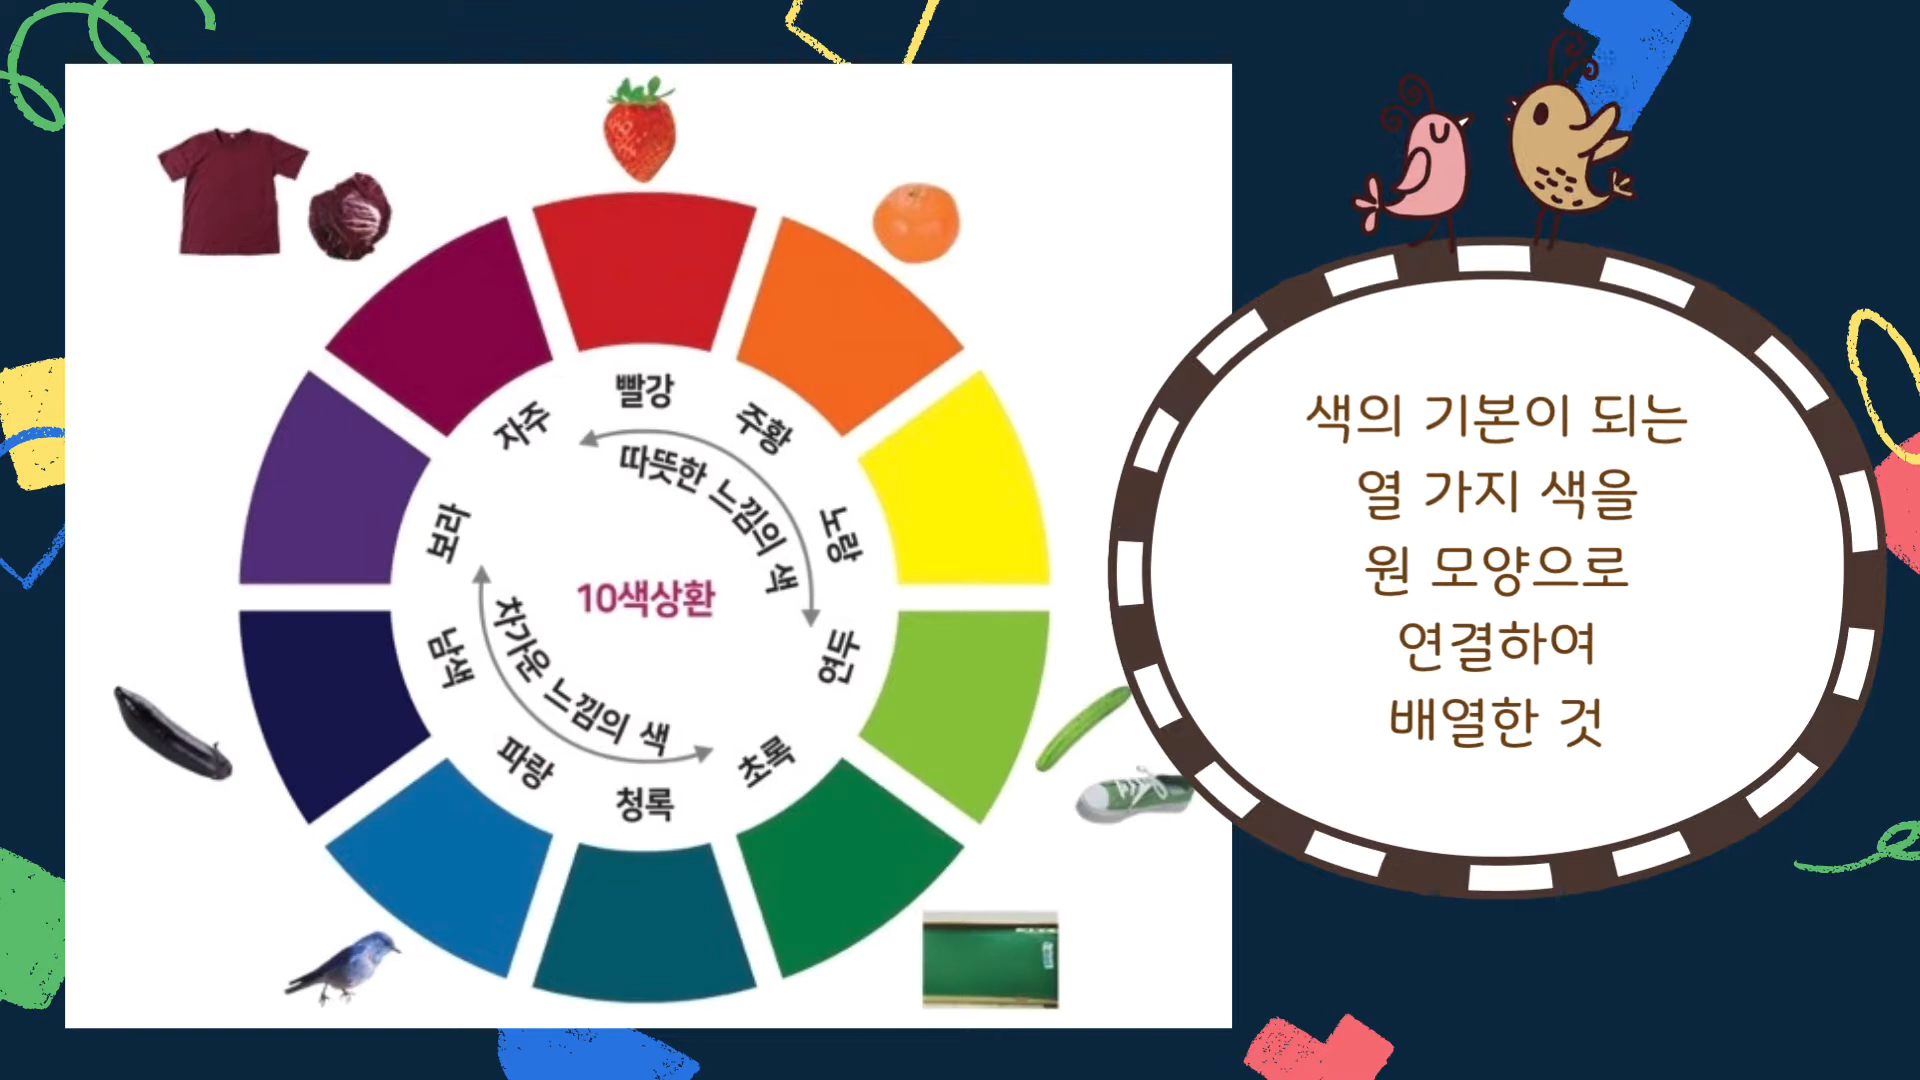 빨강
주황
노랑
연두
초록
청록
파랑
남색
보라
자주
따뜻한 느낌의 색
차가운 느낌의 색
10색상환
색의 기본이 되는
열 가지 색을
원 모양으로
연결하여
배열한 것